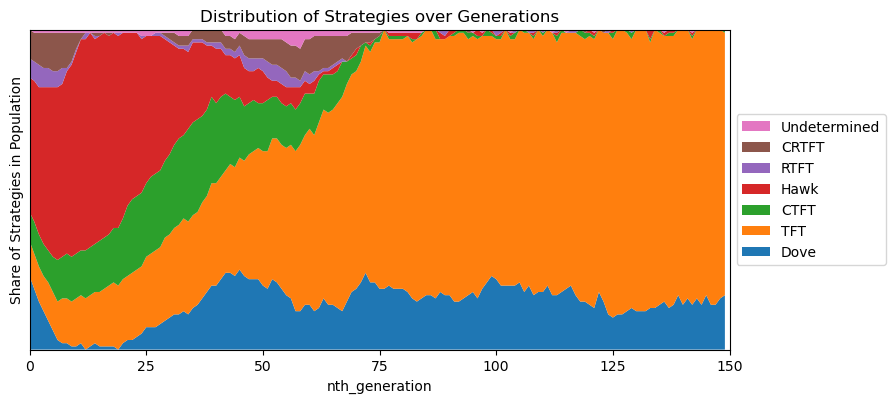 Distribution of Strategies over Generations
Share of Strategies in Population
Undetermined
CRTFT
RTFT
Hawk
CTFT
TFT
Dove
0 25 50 75 100 125 150
nth_generation